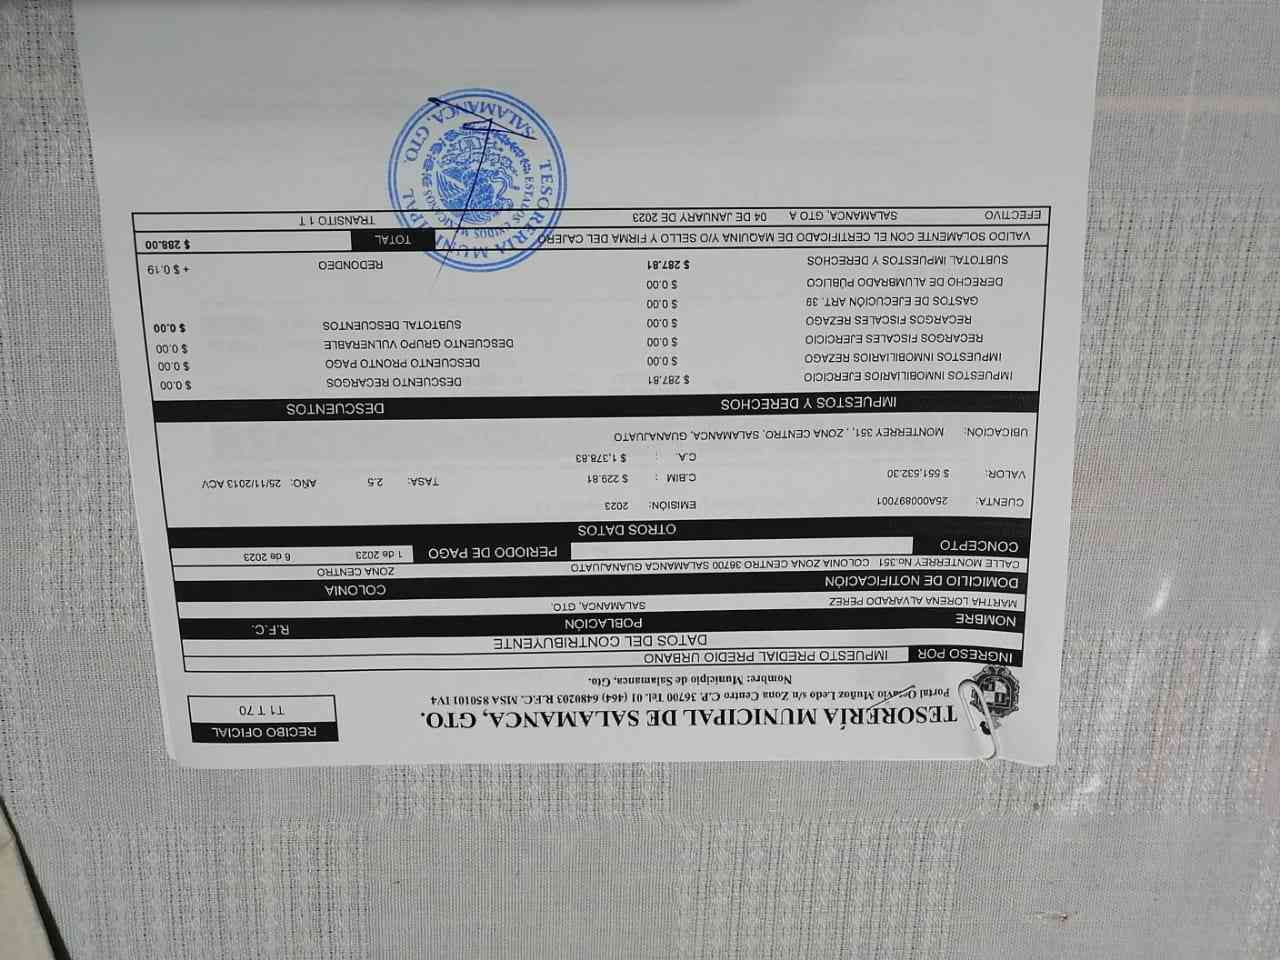 TESORERÍA MUNICIPAL DE SALAMANCA, GTO.
Portal Octavio Muñoz Ledo s/n Zona Centro C.P. 36700 Tel. 01 (464) 6480203 R.F.C. MSA 850101 1V4
Nombre: Municipio de Salamanca, Gto.
RECIBO OFICIAL
T1 T 70
INGRESO POR IMPUESTO PREDIAL PREDIO URBANO
DATOS DEL CONTRIBUYENTE
NOMBRE POBLACIÓN R.F.C.
MARTHA LORENA ALVARADO PEREZ SALAMANCA, GTO.
DOMICILIO DE NOTIFICACIÓN COLONIA
CALLE MONTERREY No.351 COLONIA ZONA CENTRO 36700 SALAMANCA GUANAJUATO ZONA CENTRO
CONCEPTO PERIODO DE PAGO 1 de 2023 6 de 2023
OTROS DATOS
CUENTA: 25A000897001 EMISIÓN: 2023
VALOR: $ 551,532.30 C.BIM : $ 229.81 TASA: 2.5 AÑO: 25/11/2013 ACV
C.A. : $ 1,378.83
UBICACIÓN: MONTERREY 351, , ZONA CENTRO, SALAMANCA, GUANAJUATO
IMPUESTOS Y DERECHOS DESCUENTOS
IMPUESTOS INMOBILIARIOS EJERCICIO $ 287.81 DESCUENTO RECARGOS $ 0.00
IMPUESTOS INMOBILIARIOS REZAGO $ 0.00 DESCUENTO PRONTO PAGO $ 0.00
RECARGOS FISCALES EJERCICIO $ 0.00 DESCUENTO GRUPO VULNERABLE $ 0.00
RECARGOS FISCALES REZAGO $ 0.00 SUBTOTAL DESCUENTOS $ 0.00
GASTOS DE EJECUCIÓN ART. 39 $ 0.00
DERECHO DE ALUMBRADO PÚBLICO $ 0.00
SUBTOTAL IMPUESTOS Y DERECHOS $ 287.81 REDONDEO + $ 0.19
VALIDO SOLAMENTE CON EL CERTIFICADO DE MAQUINA Y/O SELLO Y FIRMA DEL CAJERO TOTAL $ 288.00
EFECTIVO SALAMANCA, GTO A 04 DE JANUARY DE 2023 TRANSITO 1 T
TESORERIA MUNICIPAL
ESTADOS UNIDOS MEXICANOS
SALAMANCA, GTO.